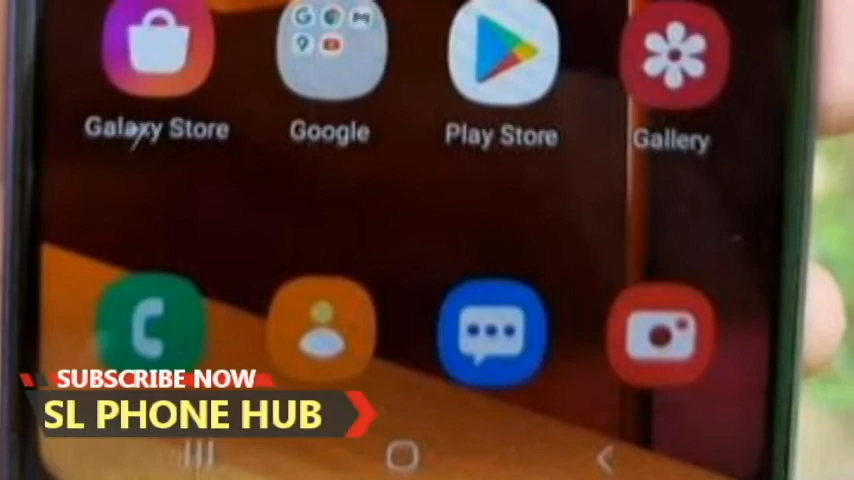 Galaxy Store
Google
Play Store
Gallery
SUBSCRIBE NOW
SL PHONE HUB